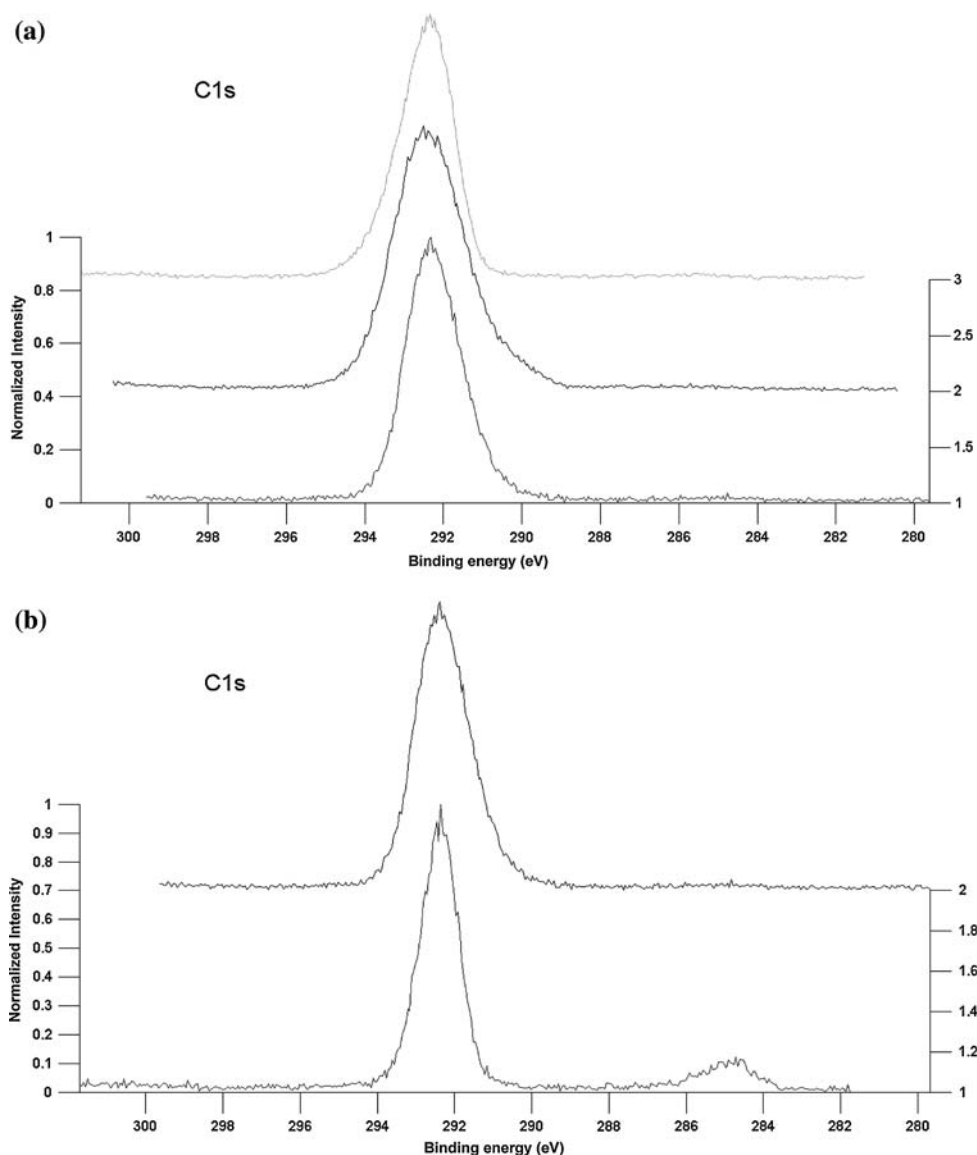 (a)
C1s
1
0.8
0.6
0.4
0.2
0
Normalized Intensity
3
2.5
2
1.5
1
300 298 296 294 292 290 288 286 284 282 280
Binding energy (eV)
(b)
C1s
1
0.9
0.8
0.7
0.6
0.5
0.4
0.3
0.2
0.1
0
Normalized Intensity
2
1.8
1.6
1.4
1.2
1
300 298 296 294 292 290 288 286 284 282 280
Binding energy (eV)